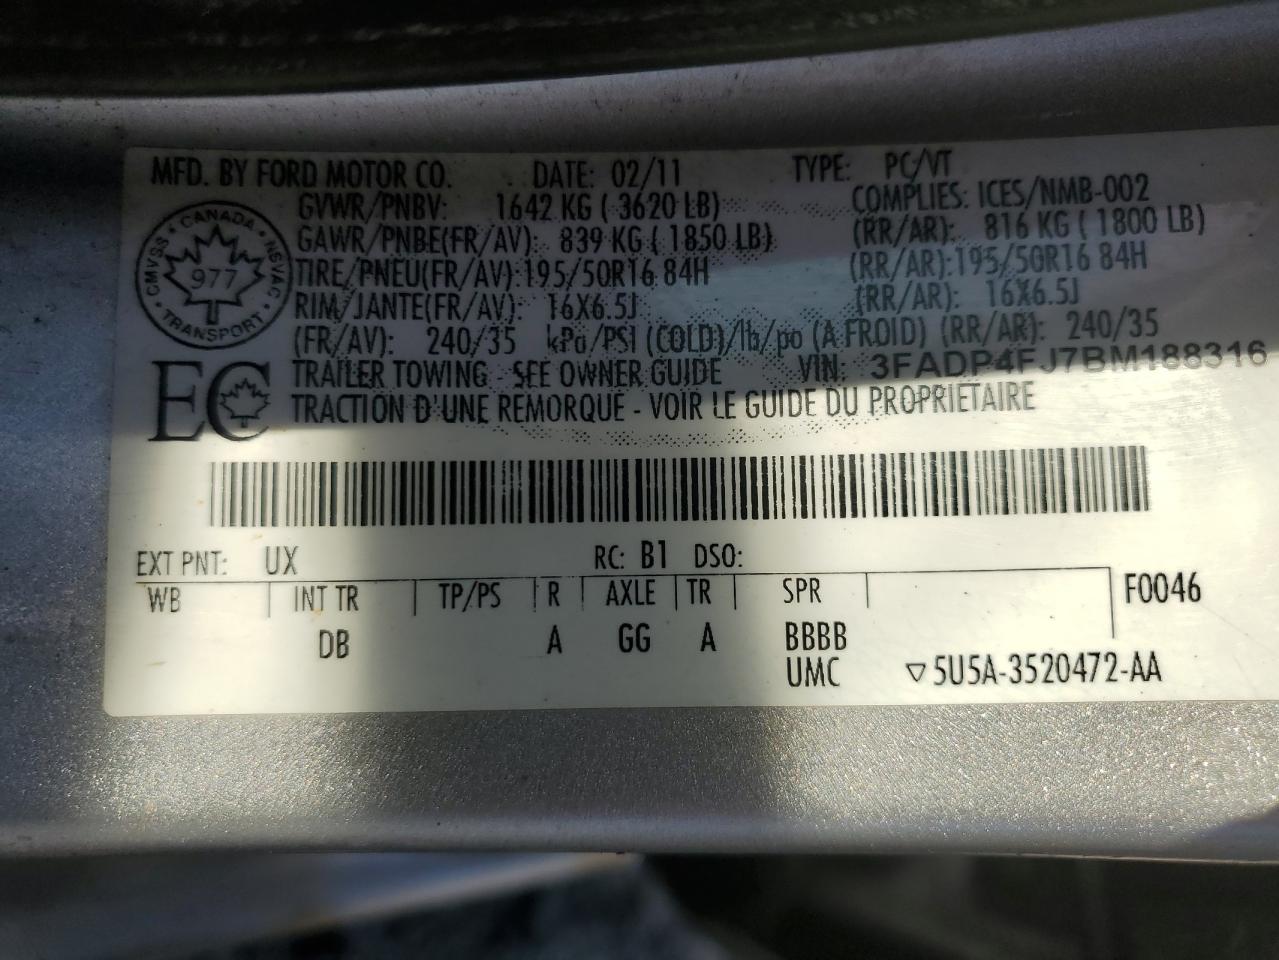 MFD. BY FORD MOTOR CO. DATE: 02/11 TYPE: PC/VT
GVWR/PNBV: 1642 KG ( 3620 LB) COMPLIES: ICES/NMB-002
GAWR/PNBE(FR/AV): 839 KG ( 1850 LB) (RR/AR): 816 KG ( 1800 LB)
TIRE/PNEU(FR/AV): 195/50R16 84H (RR/AR): 195/50R16 84H
RIM/JANTE(FR/AV): 16X6.5J (RR/AR): 16X6.5J
(FR/AV): 240/35 kPa/PSI (COLD)/lb/po (A FROID) (RR/AR): 240/35
TRAILER TOWING - SEE OWNER GUIDE VIN: 3FADP4FJ7BM188316
TRACTION D'UNE REMORQUE - VOIR LE GUIDE DU PROPRIETAIRE
CANADA
CMVSS 977 NSVAC
TRANSPORT
EC
EXT PNT: UX RC: B1 DSO:
WB INT TR TP/PS R AXLE TR SPR F0046
DB A GG A BBBB
UMC ▽5U5A-3520472-AA